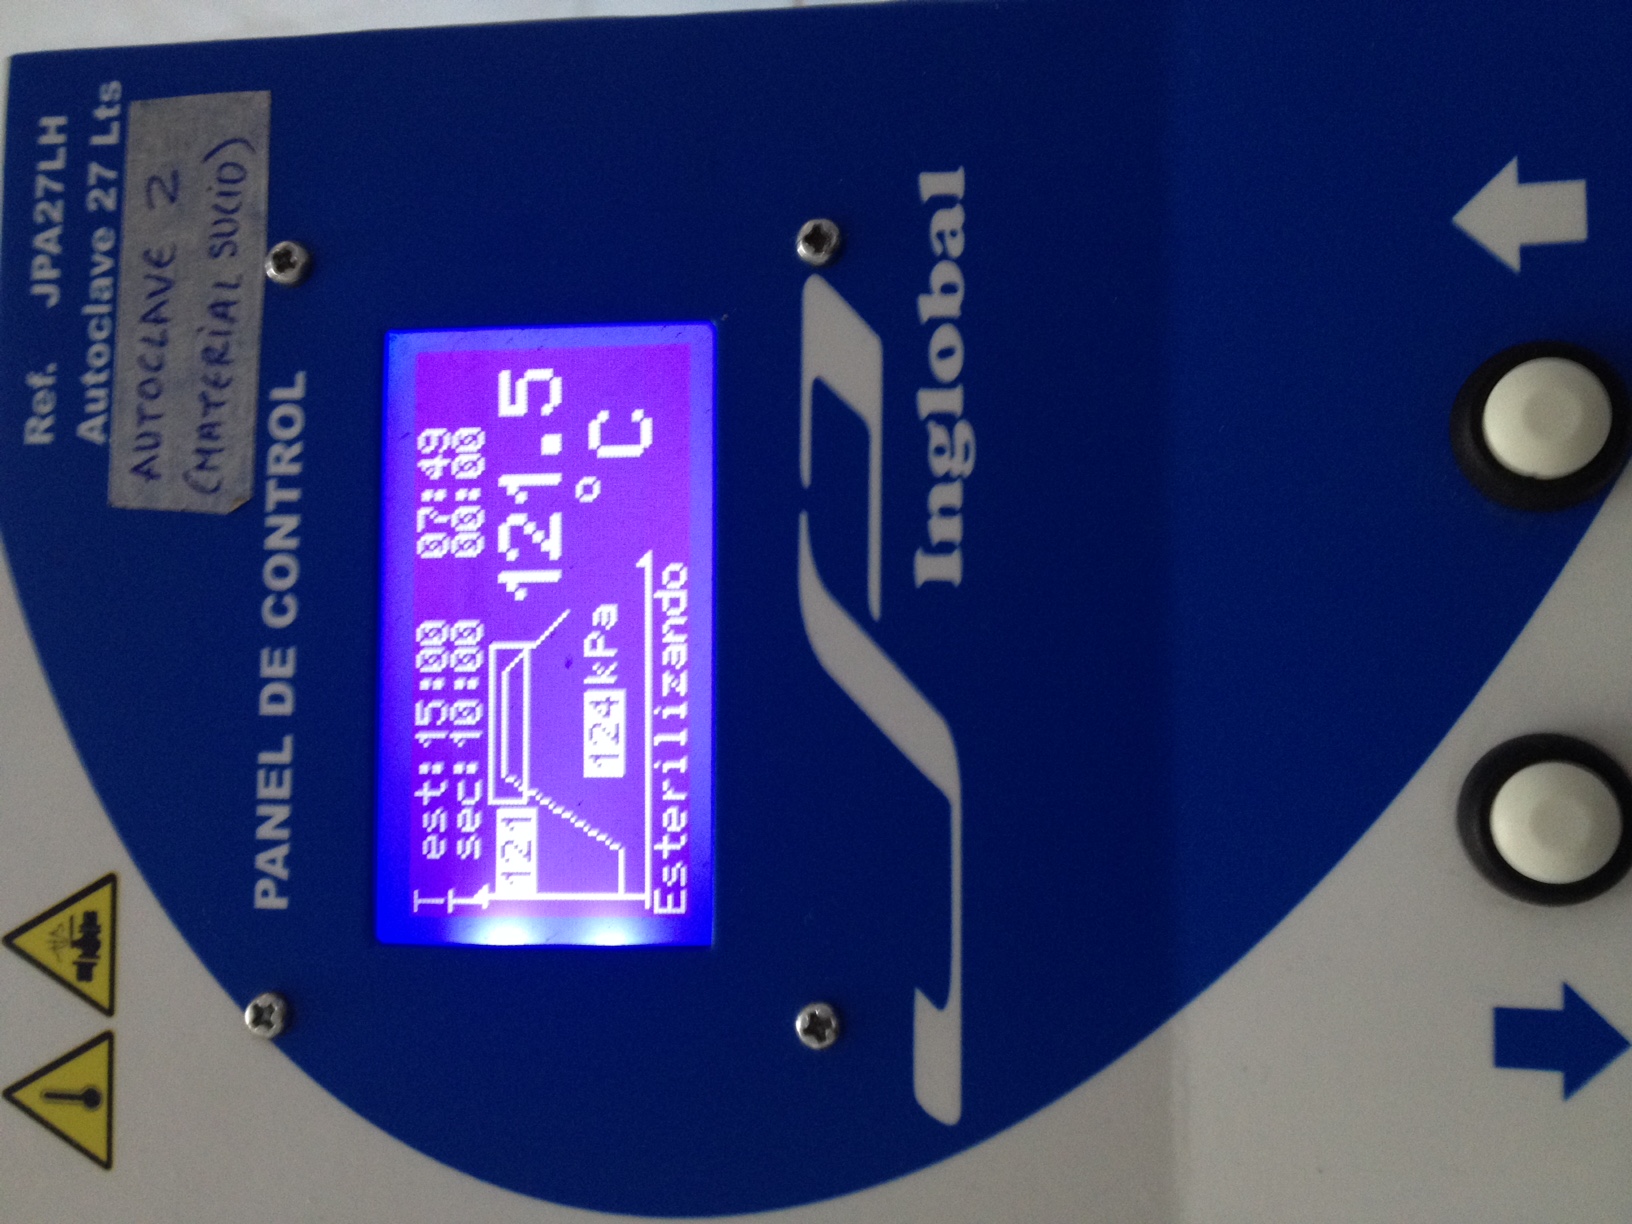 Ref. JPA27LH
Autoclave 27 Lts
AUTOCLAVE 2
(MATERIAL SUCIO)
PANEL DE CONTROL
T est:15:00 07:49
T sec:10:00 00:00
121
121.5
°C
124 kPa
Esterilizando
JP
Inglobal